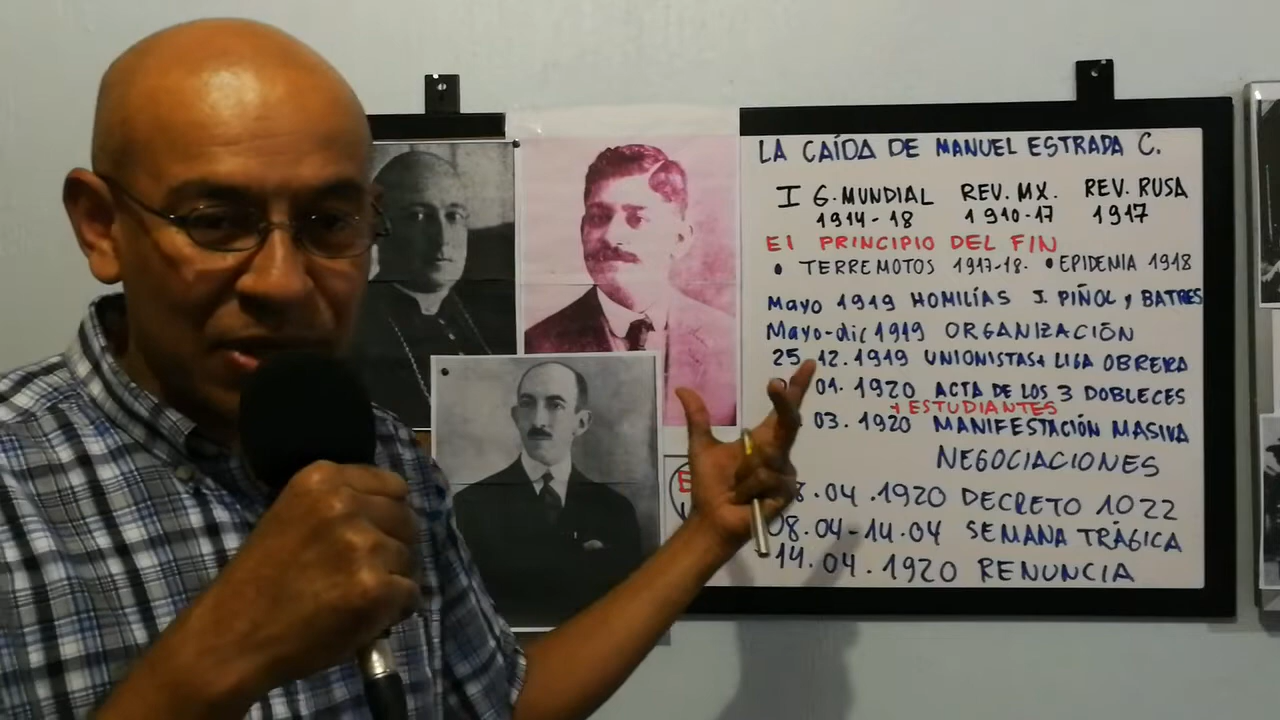 LA CAÍDA DE MANUEL ESTRADA C.
I G. MUNDIAL REV. MX. REV. RUSA
1914-18 1910-17 1917
El PRINCIPIO DEL FIN
• TERREMOTOS 1917-18. • EPIDEMIA 1918
Mayo 1919 HOMILÍAS J. PIÑOL y BATRES
Mayo-dic 1919 ORGANIZACIÓN
25.12.1919 UNIONISTAS+ LIGA OBRERA
01. 1920 ACTA DE LOS 3 DOBLECES
+ ESTUDIANTES
03. 1920 MANIFESTACIÓN MASIVA
NEGOCIACIONES
8.04.1920 DECRETO 1022
08.04-14.04 SEMANA TRÁGICA
14.04.1920 RENUNCIA